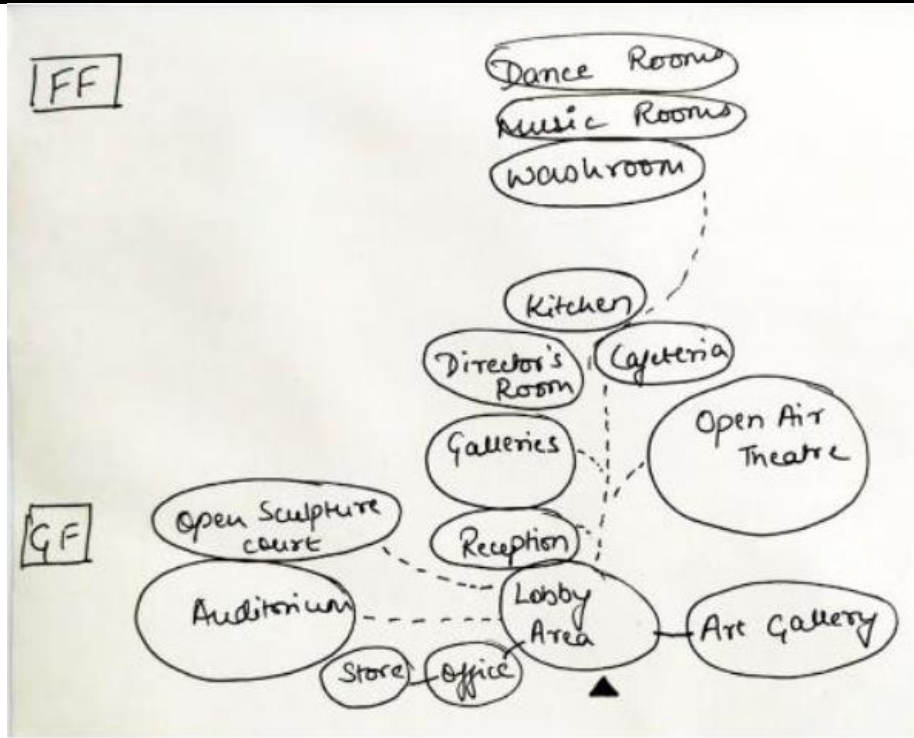 FF
Dance Rooms
Music Rooms
Washroom
Kitchen
Director's
Room
Cafeteria
Open Air
Theatre
Galleries
GF
Open Sculpture
court
Reception
Auditorium
Lobby
Area
Art Gallery
Store
Office